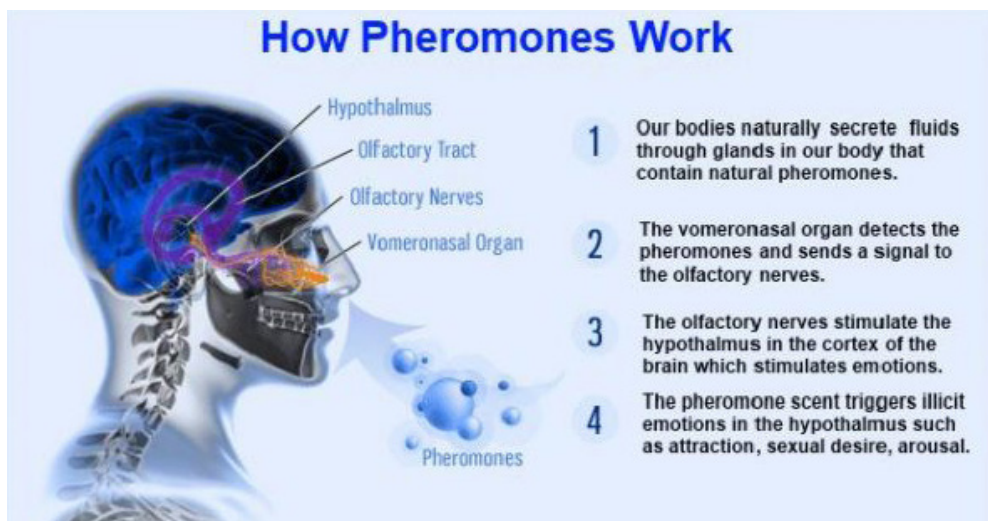 How Pheromones Work
Hypothalmus
Olfactory Tract
Olfactory Nerves
Vomeronasal Organ
Pheromones
1
Our bodies naturally secrete fluids
through glands in our body that
contain natural pheromones.
2
The vomeronasal organ detects the
pheromones and sends a signal to
the olfactory nerves.
3
The olfactory nerves stimulate the
hypothalmus in the cortex of the
brain which stimulates emotions.
4
The pheromone scent triggers illicit
emotions in the hypothalmus such
as attraction, sexual desire, arousal.